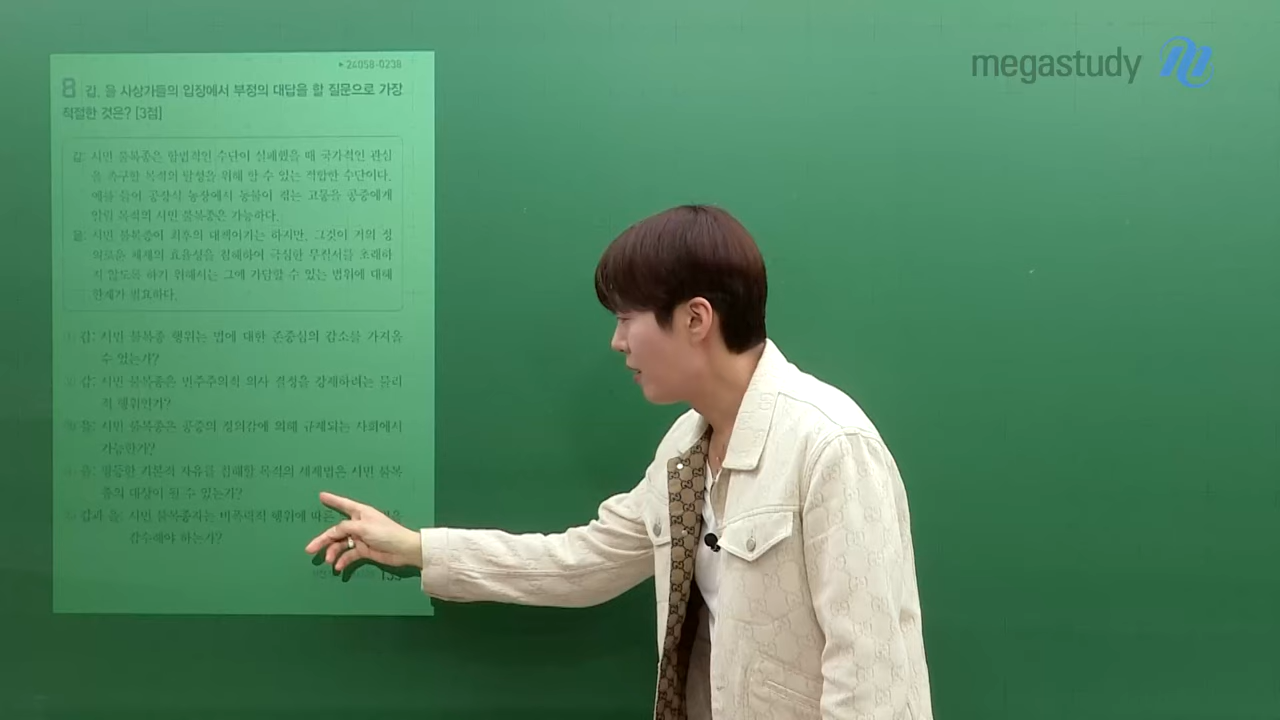 megastudy
▸24058-0238
8 갑, 을 사상가들의 입장에서 부정의 대답을 할 질문으로 가장
적절한 것은? [3점]
갑: 시민 불복종은 합법적인 수단이 실패했을 때 국가적인 관심
을 촉구할 목적의 달성을 위해 할 수 있는 적합한 수단이다.
예를 들어 공장식 농장에서 동물이 겪는 고통을 공중에게
알릴 목적의 시민 불복종은 가능하다.
을: 시민 불복종이 최후의 대책이기는 하지만, 그것이 거의 정
의로운 체제의 효율성을 침해하여 극심한 무질서를 초래하
지 않도록 하기 위해서는 그에 가담할 수 있는 범위에 대해
한계가 필요하다.
① 갑: 시민 불복종 행위는 법에 대한 존중심의 감소를 가져올
수 있는가?
② 갑: 시민 불복종은 민주주의적 의사 결정을 강제하려는 물리
적 행위인가?
③ 을: 시민 불복종은 공중의 정의감에 의해 규제되는 사회에서
가능한가?
④ 을: 평등한 기본적 자유를 침해할 목적의 세제법은 시민 불복
종의 대상이 될 수 있는가?
⑤ 갑과 을: 시민 불복종자는 비폭력적 행위에 따른
감수해야 하는가?